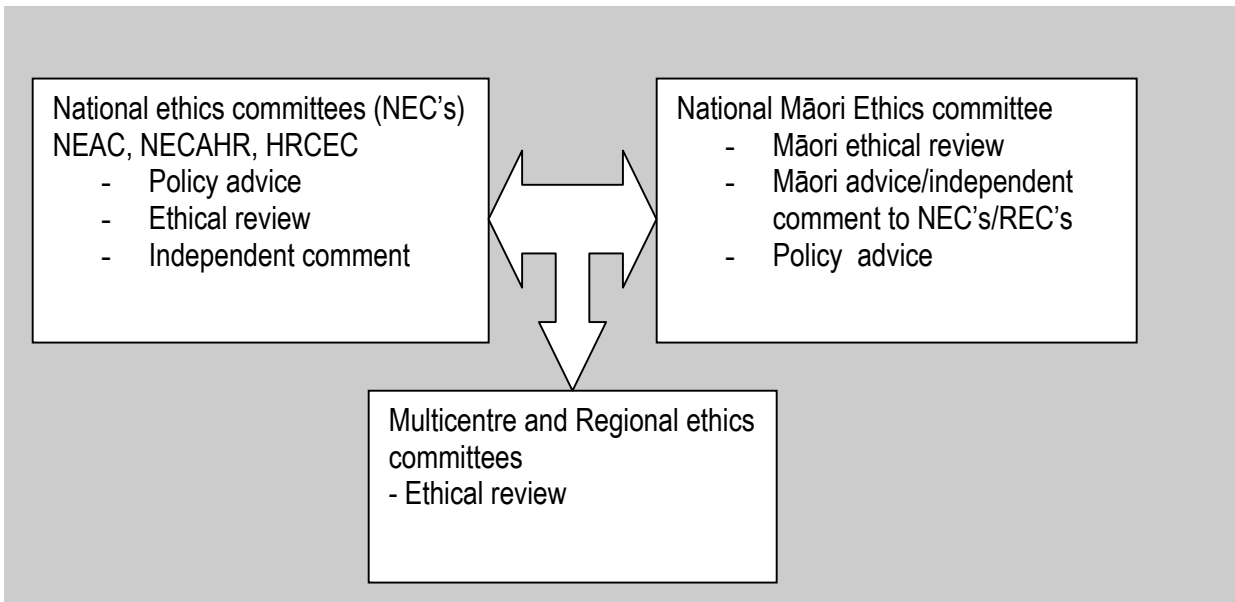 National ethics committees (NEC’s)
NEAC, NECAHR, HRCEC
- Policy advice
- Ethical review
- Independent comment
National Māori Ethics committee
- Māori ethical review
- Māori advice/independent
comment to NEC’s/REC’s
- Policy advice
Multicentre and Regional ethics
committees
- Ethical review